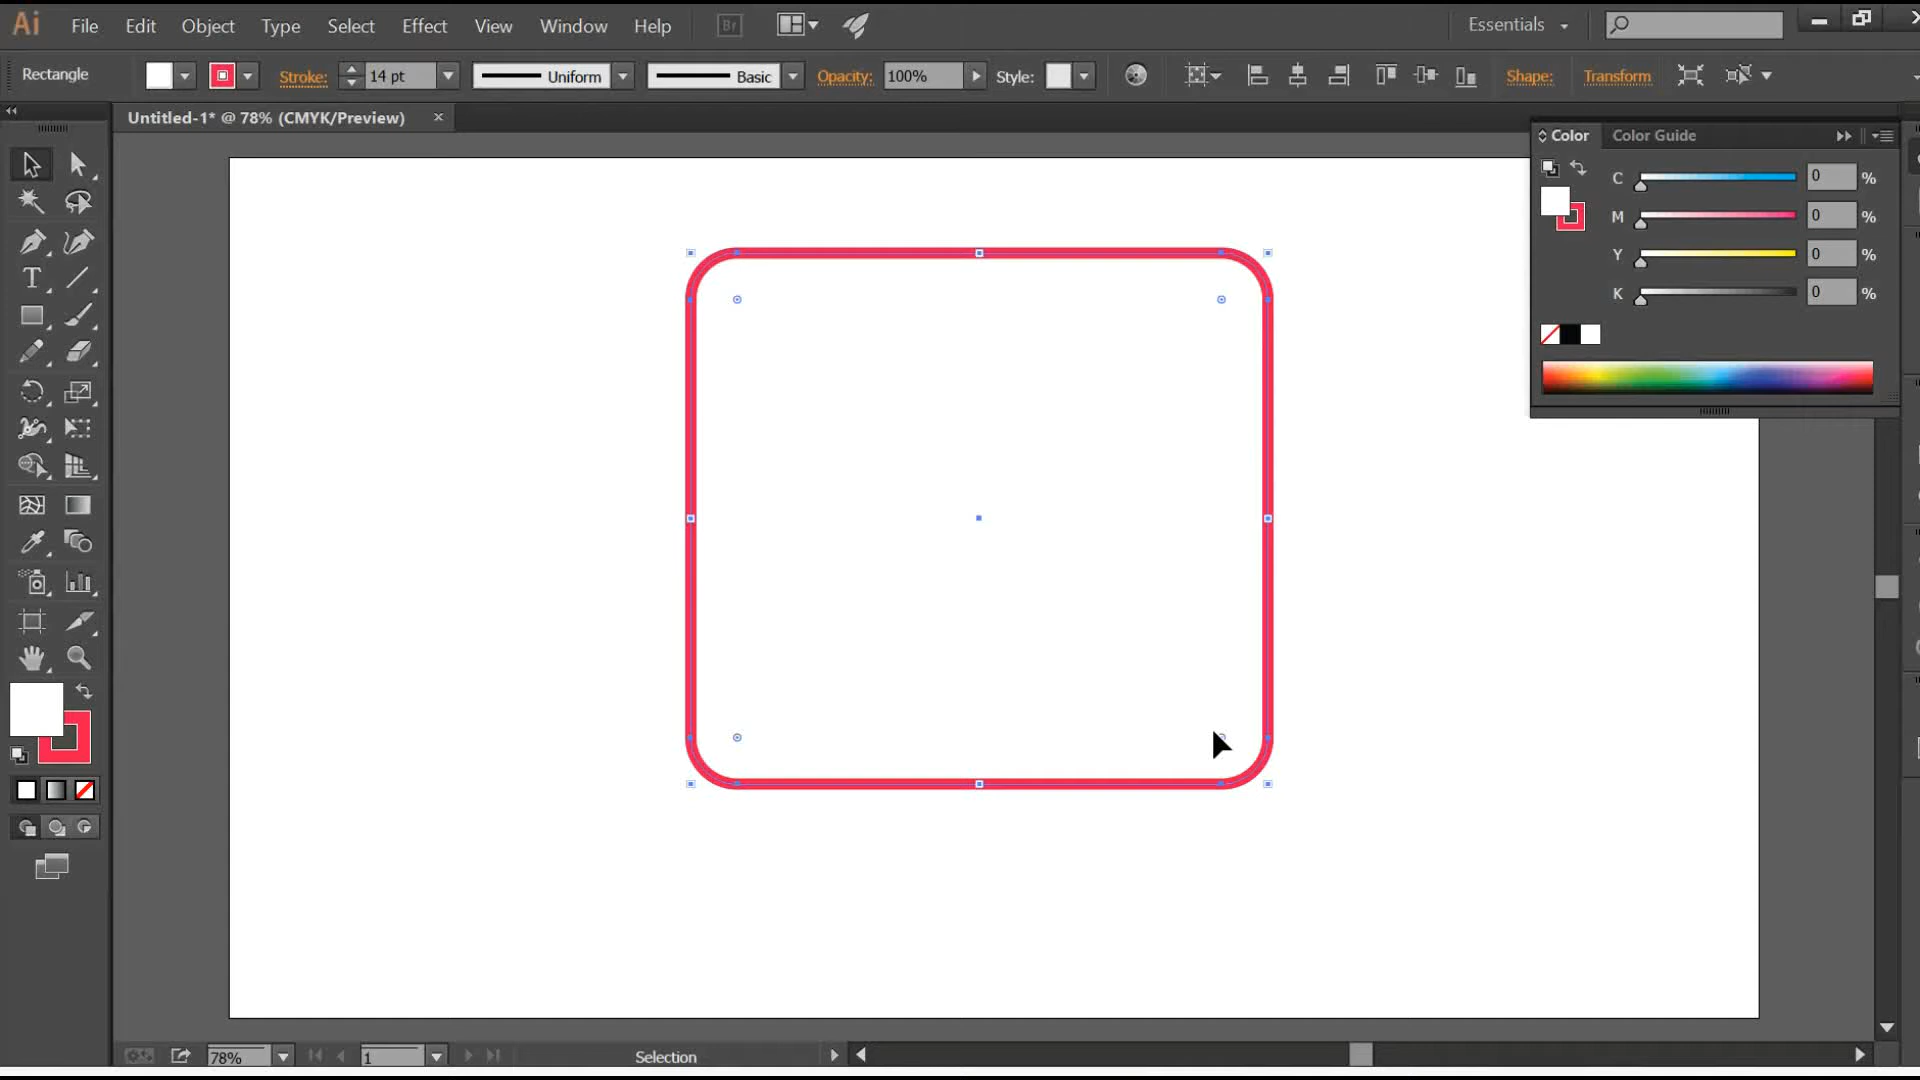 Ai File Edit Object Type Select Effect View Window Help Br Essentials
Rectangle Stroke: 14 pt Uniform Basic Opacity: 100% Style: Shape: Transform
Untitled-1* @ 78% (CMYK/Preview)
Color Color Guide
C 0 %
M 0 %
Y 0 %
K 0 %
78% 1 Selection